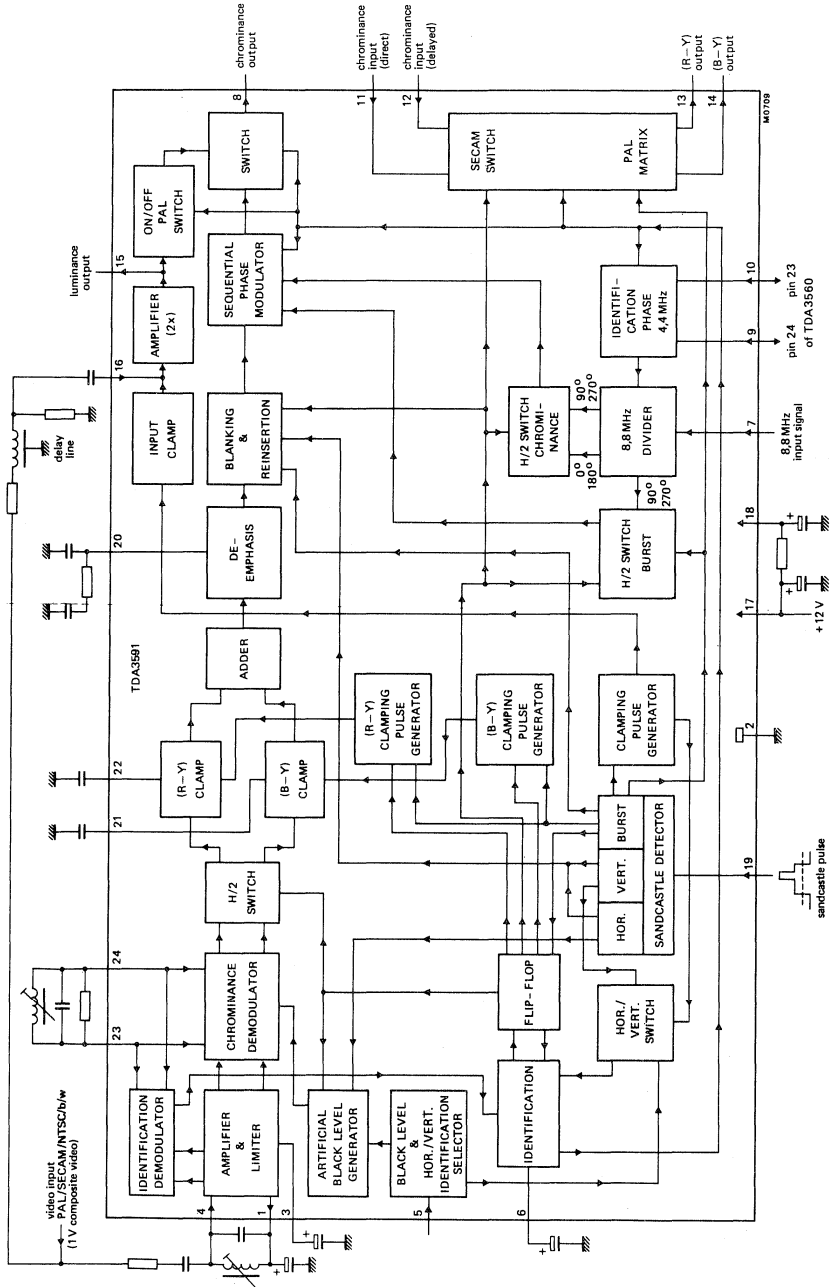 video input
PAL/SECAM/NTSC/b/w
(1 V composite video)
delay
line
luminance
output
chrominance
output
chrominance
input
(direct)
chrominance
input
(delayed)
(R−Y)
output
(B−Y)
output
TDA3591
4
1
3
23
24
21
22
20
16
15
8
11
12
13
14
5
6
19
2
17
18
7
9
10
IDENTIFICATION
DEMODULATOR
AMPLIFIER
&
LIMITER
CHROMINANCE
DEMODULATOR
H/2
SWITCH
(R−Y)
CLAMP
(B−Y)
CLAMP
ADDER
DE-
EMPHASIS
INPUT
CLAMP
BLANKING
&
REINSERTION
AMPLIFIER
(2x)
SEQUENTIAL
PHASE
MODULATOR
ON/OFF
PAL
SWITCH
SWITCH
ARTIFICIAL
BLACK LEVEL
GENERATOR
BLACK LEVEL
&
HOR./VERT.
IDENTIFICATION
SELECTOR
IDENTIFICATION
FLIP-FLOP
HOR./
VERT.
SWITCH
(R−Y)
CLAMPING
PULSE
GENERATOR
(B−Y)
CLAMPING
PULSE
GENERATOR
CLAMPING
PULSE
GENERATOR
HOR.
VERT.
BURST
SANDCASTLE DETECTOR
H/2 SWITCH
BURST
H/2 SWITCH
CHROMI-
NANCE
0°
180°
90°
270°
90°
270°
8,8 MHz
DIVIDER
IDENTIFI-
CATION
PHASE
4,4 MHz
SECAM
SWITCH
PAL
MATRIX
sandcastle pulse
+12 V
+
+
+
+
8,8 MHz
input signal
pin 24
pin 23
of TDA3560
M0709